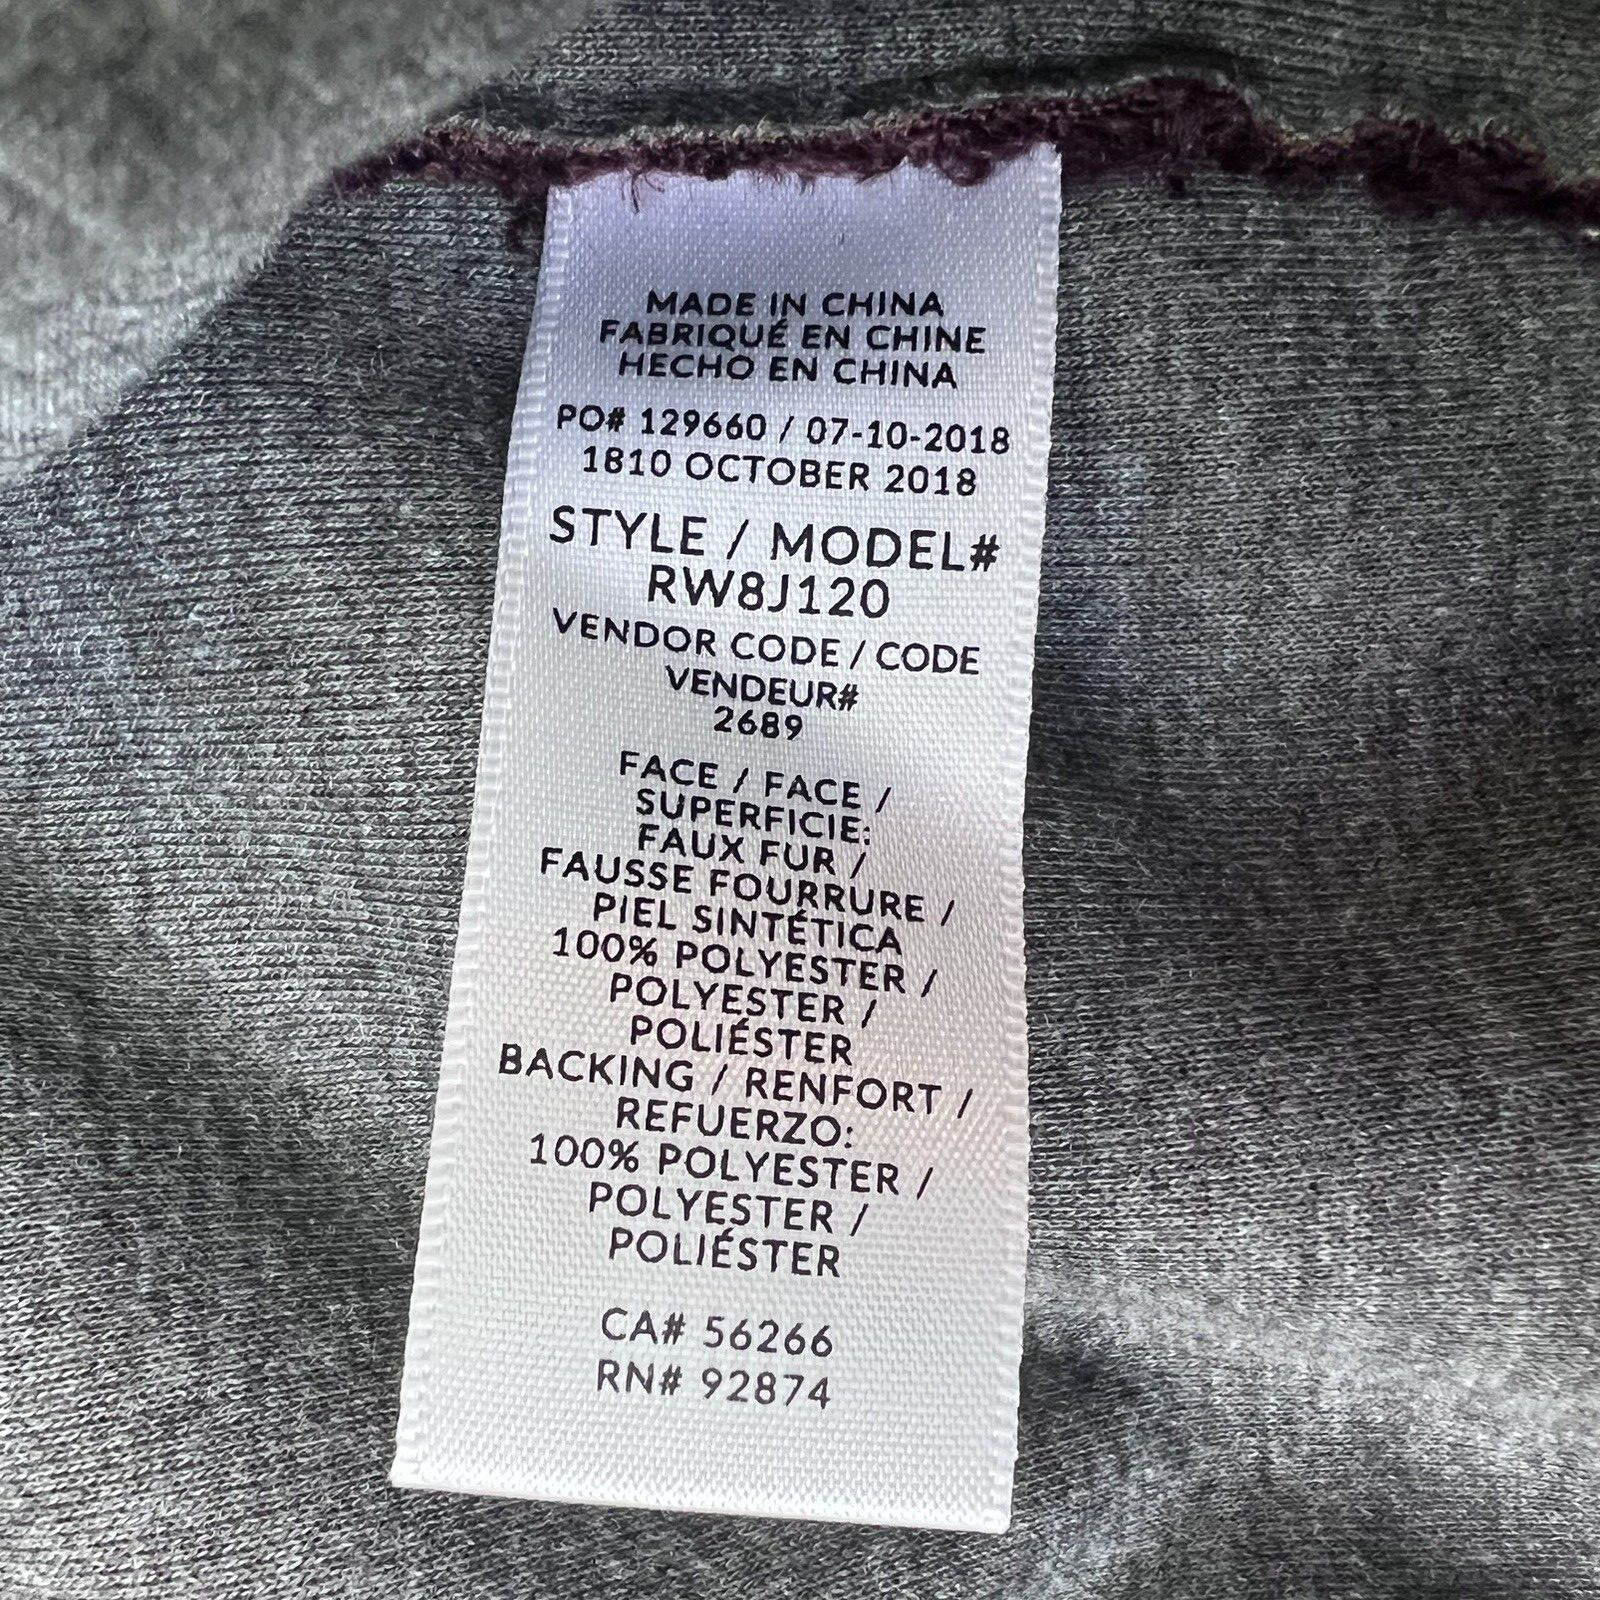 MADE IN CHINA
FABRIQUÉ EN CHINE
HECHO EN CHINA
PO# 129660 / 07-10-2018
1810 OCTOBER 2018
STYLE / MODEL#
RW8J120
VENDOR CODE / CODE
VENDEUR#
2689
FACE / FACE /
SUPERFICIE:
FAUX FUR /
FAUSSE FOURRURE /
PIEL SINTÉTICA
100% POLYESTER /
POLYESTER /
POLIÉSTER
BACKING / RENFORT /
REFUERZO:
100% POLYESTER /
POLYESTER /
POLIÉSTER
CA# 56266
RN# 92874